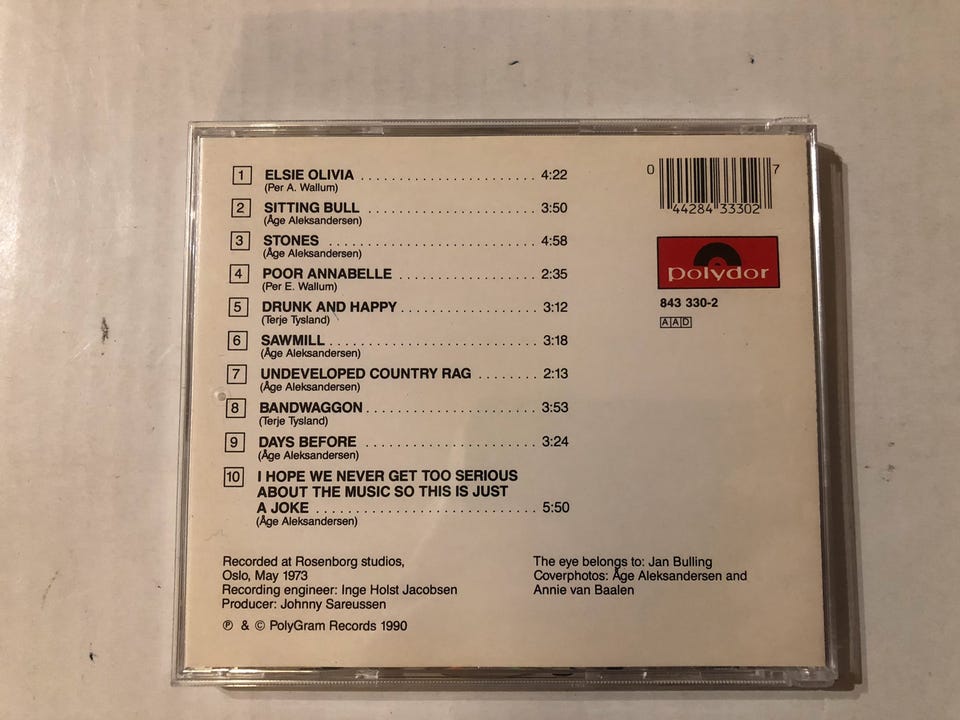 1 ELSIE OLIVIA ....................... 4:22
(Per A. Wallum)
2 SITTING BULL ...................... 3:50
(Åge Aleksandersen)
3 STONES ........................... 4:58
(Åge Aleksandersen)
4 POOR ANNABELLE .................. 2:35
(Per E. Wallum)
5 DRUNK AND HAPPY .................. 3:12
(Terje Tysland)
6 SAWMILL ........................... 3:18
(Åge Aleksandersen)
7 UNDEVELOPED COUNTRY RAG ........ 2:13
(Åge Aleksandersen)
8 BANDWAGGON ....................... 3:53
(Terje Tysland)
9 DAYS BEFORE ...................... 3:24
(Åge Aleksandersen)
10 I HOPE WE NEVER GET TOO SERIOUS
ABOUT THE MUSIC SO THIS IS JUST
A JOKE ............................. 5:50
(Åge Aleksandersen)
0 44284 33302 7
polydor
843 330-2
AAD
Recorded at Rosenborg studios,
Oslo, May 1973
Recording engineer: Inge Holst Jacobsen
Producer: Johnny Sareussen
℗ & © PolyGram Records 1990
The eye belongs to: Jan Bulling
Coverphotos: Åge Aleksandersen and
Annie van Baalen